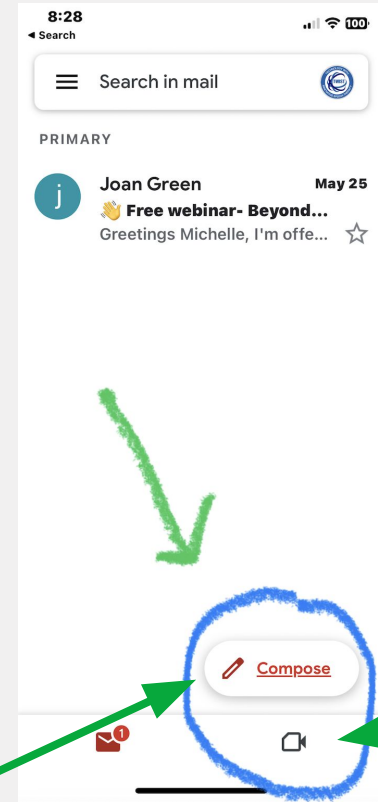 8:28
100
◀ Search
Search in mail
PRIMARY
j
Joan Green
May 25
👋 Free webinar- Beyond...
Greetings Michelle, I'm offe...
Compose
1